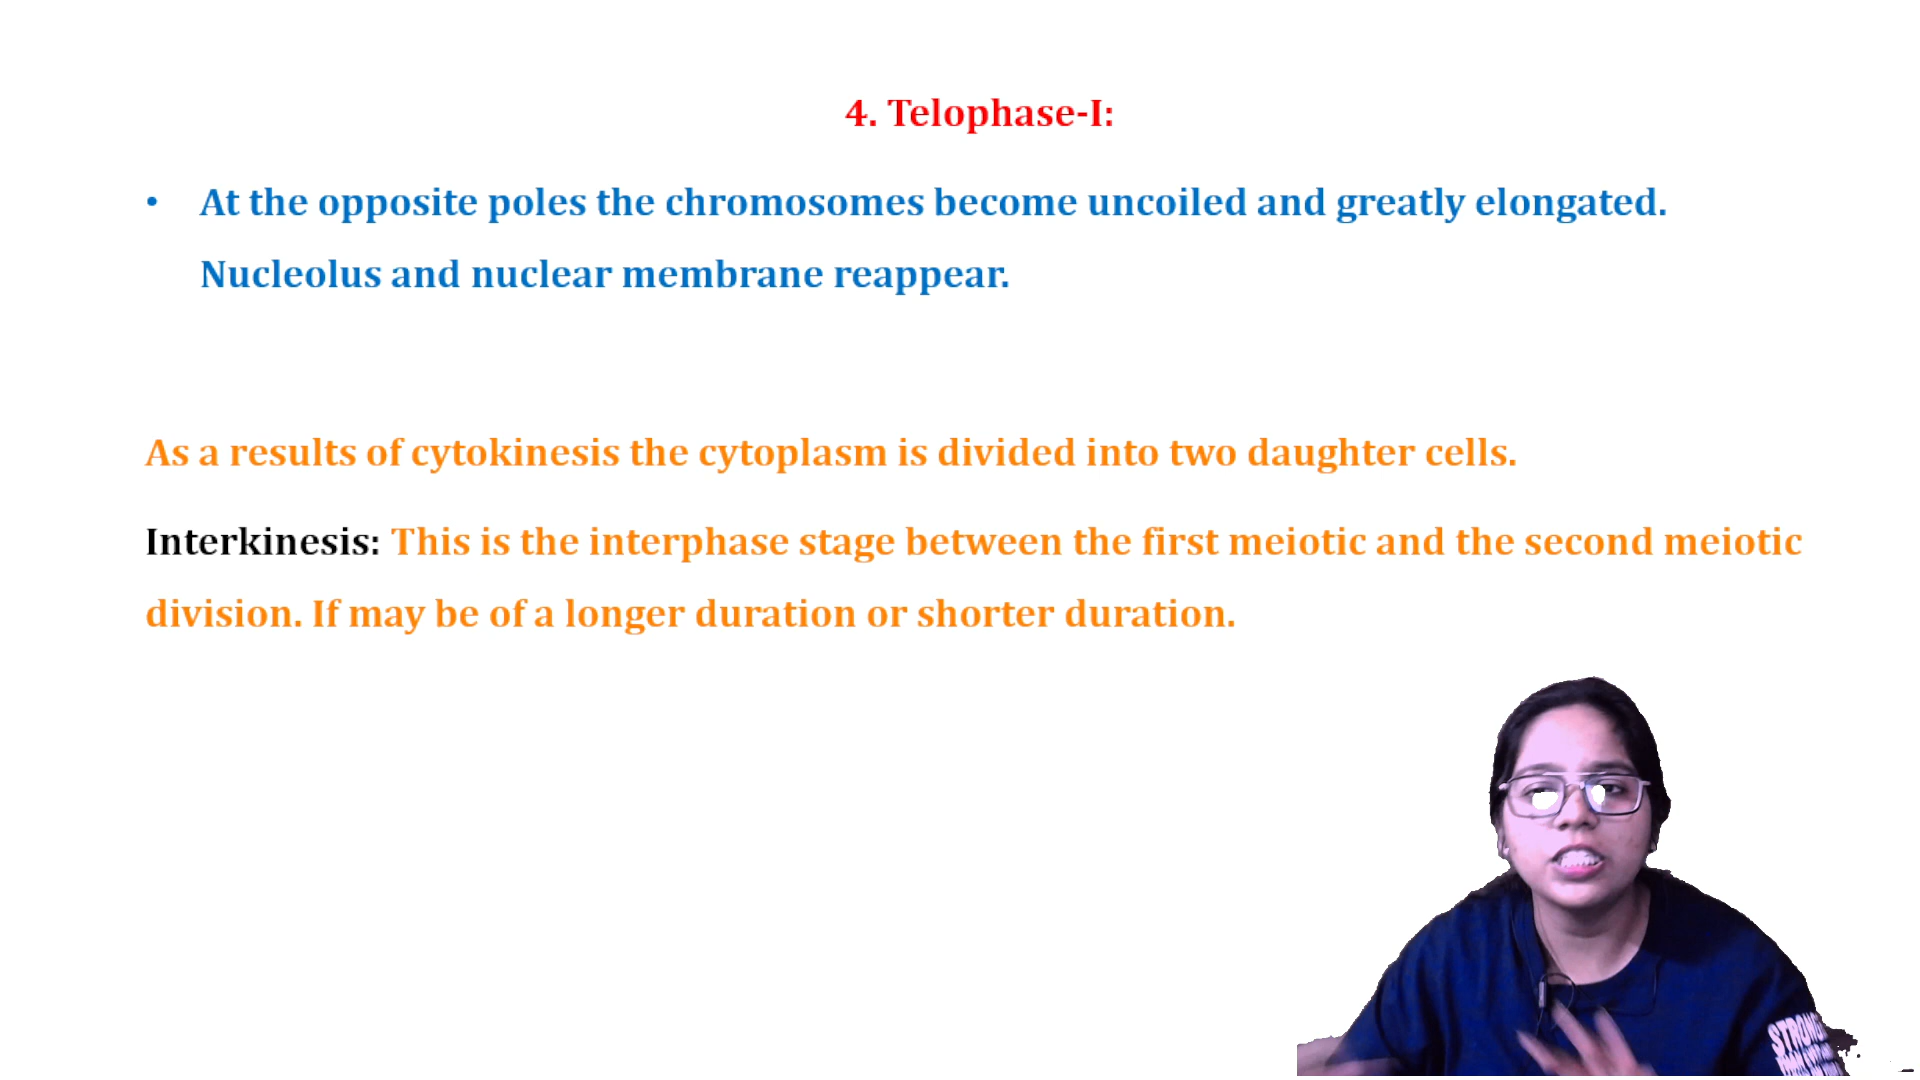 4. Telophase-I:
• At the opposite poles the chromosomes become uncoiled and greatly elongated.
Nucleolus and nuclear membrane reappear.
As a results of cytokinesis the cytoplasm is divided into two daughter cells.
Interkinesis: This is the interphase stage between the first meiotic and the second meiotic
division. If may be of a longer duration or shorter duration.
STRONG